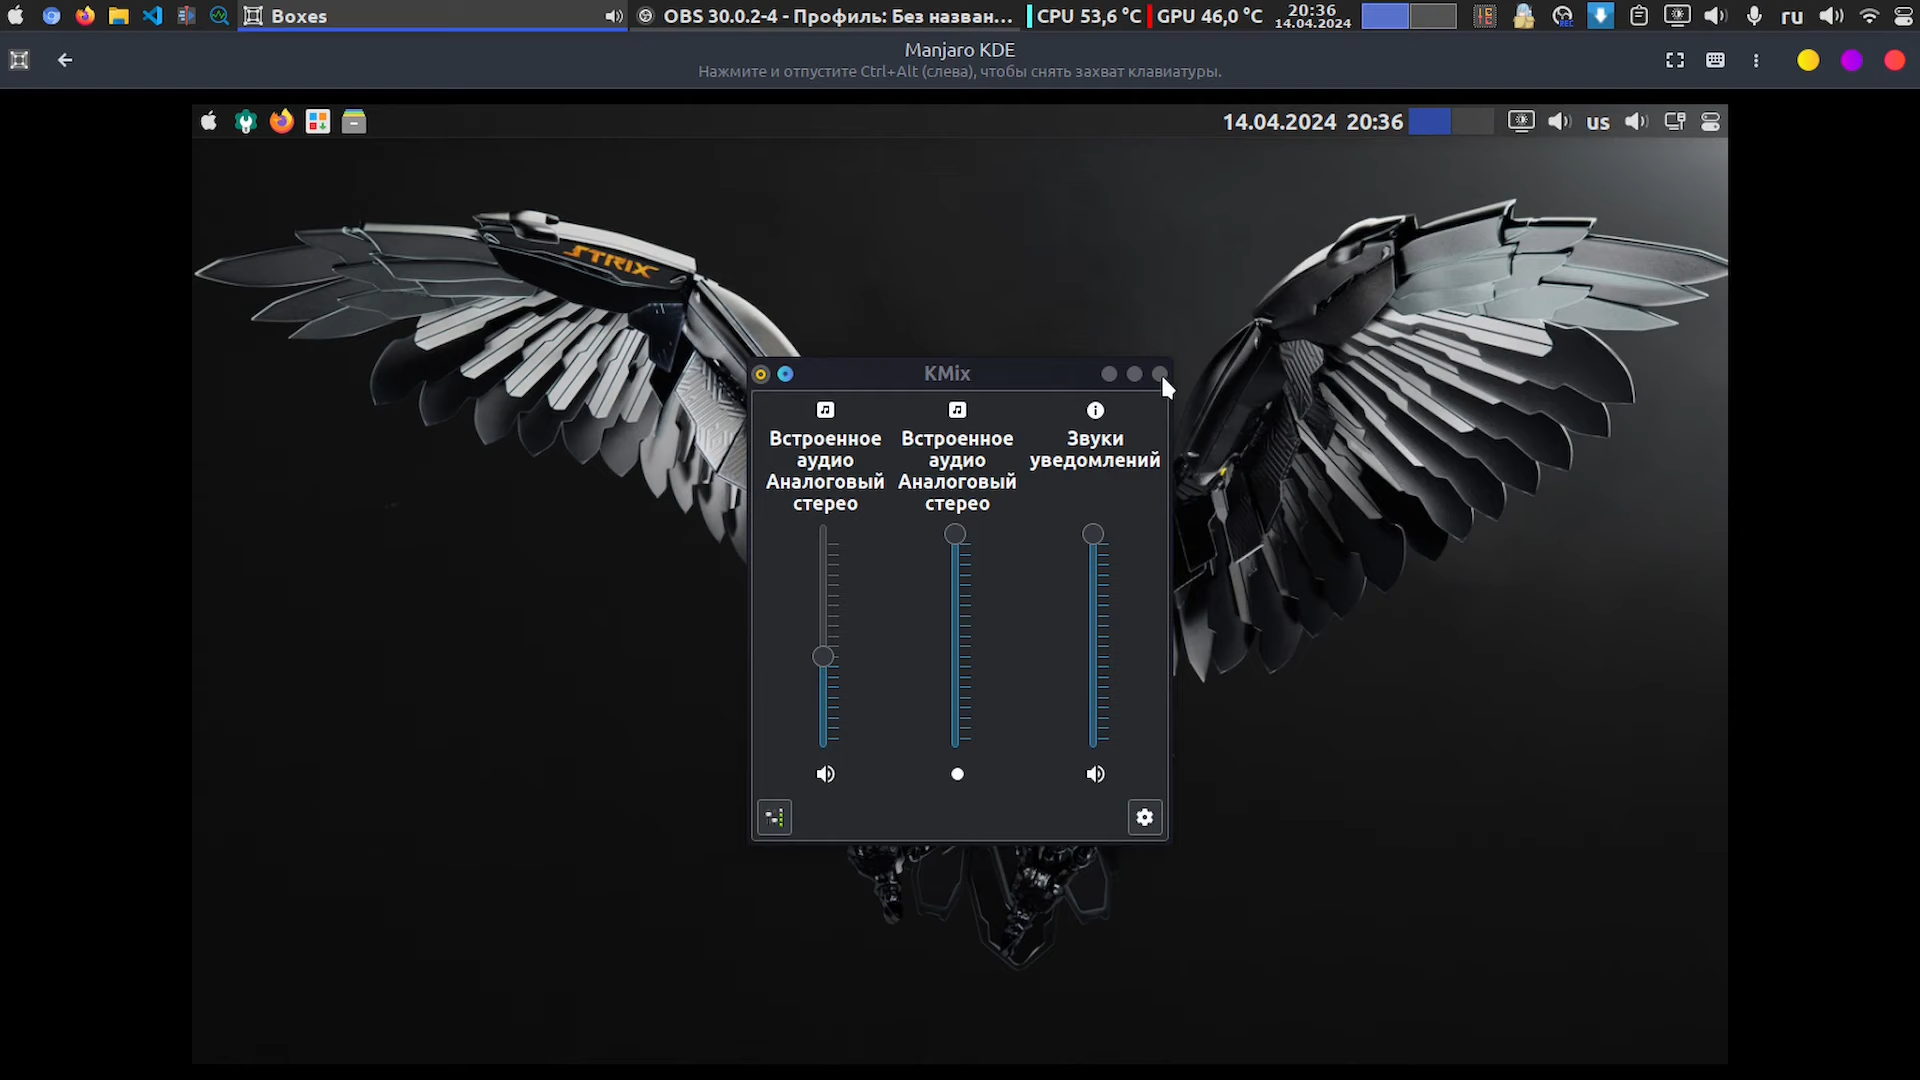 Boxes
OBS 30.0.2-4 - Профиль: Без назван...
CPU 53,6 °C
GPU 46,0 °C
20:36
14.04.2024
ru
Manjaro KDE
Нажмите и отпустите Ctrl+Alt (слева), чтобы снять захват клавиатуры.
14.04.2024 20:36
us
STRIX
KMix
Встроенное
аудио
Аналоговый
стерео
Встроенное
аудио
Аналоговый
стерео
Звуки
уведомлений